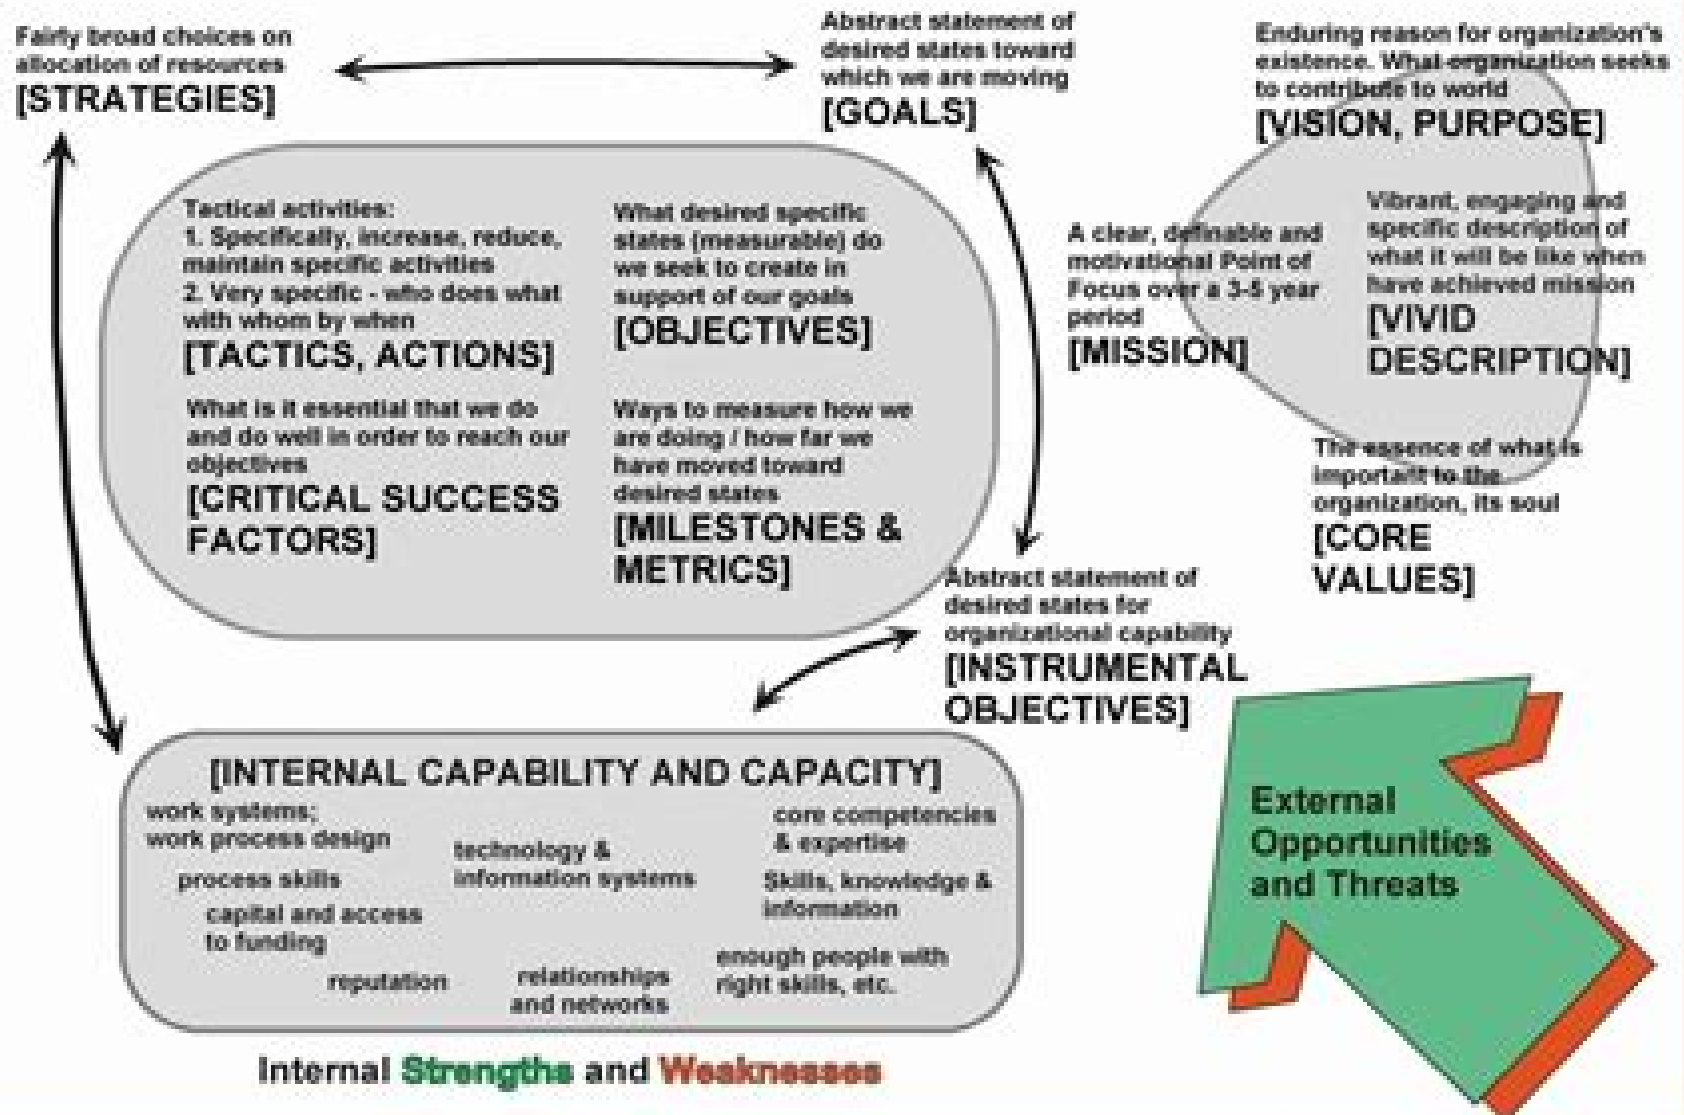 Fairly broad choices on
allocation of resources
[STRATEGIES]
Abstract statement of
desired states toward
which we are moving
[GOALS]
Enduring reason for organization's
existence. What organization seeks
to contribute to world
[VISION, PURPOSE]
Tactical activities:
1. Specifically, increase, reduce,
maintain specific activities
2. Very specific - who does what
with whom by when
[TACTICS, ACTIONS]
What desired specific
states (measurable) do
we seek to create in
support of our goals
[OBJECTIVES]
A clear, definable and
motivational Point of
Focus over a 3-5 year
period
[MISSION]
Vibrant, engaging and
specific description of
what it will be like when
have achieved mission
[VIVID
DESCRIPTION]
What is it essential that we do
and do well in order to reach our
objectives
[CRITICAL SUCCESS
FACTORS]
Ways to measure how we
are doing / how far we
have moved toward
desired states
[MILESTONES &
METRICS]
The essence of what is
important to the
organization, its soul
[CORE
VALUES]
Abstract statement of
desired states for
organizational capability
[INSTRUMENTAL
OBJECTIVES]
[INTERNAL CAPABILITY AND CAPACITY]
work systems;
work process design
process skills
capital and access
to funding
reputation
technology &
information systems
relationships
and networks
core competencies
& expertise
Skills, knowledge &
information
enough people with
right skills, etc.
External
Opportunities
and Threats
Internal Strengths and Weaknesses